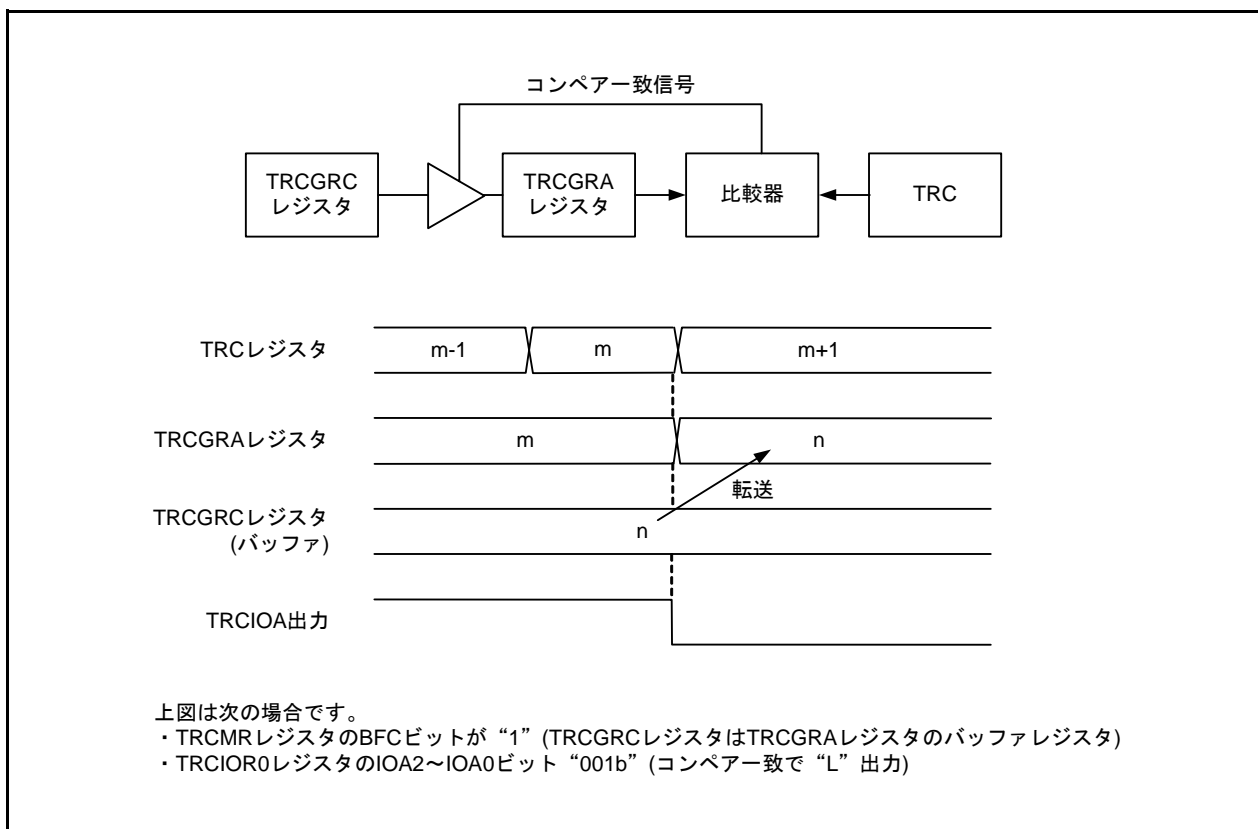 コンペアー一致信号
TRCGRC
レジスタ
TRCGRA
レジスタ
比較器
TRC
TRCレジスタ
m-1
m
m+1
TRCGRAレジスタ
m
n
転送
TRCGRCレジスタ
(バッファ)
n
TRCIOA出力
上図は次の場合です。
・TRCMRレジスタのBFCビットが“1”(TRCGRCレジスタはTRCGRAレジスタのバッファレジスタ)
・TRCIOR0レジスタのIOA2～IOA0ビット“001b”(コンペアー致で“L”出力)